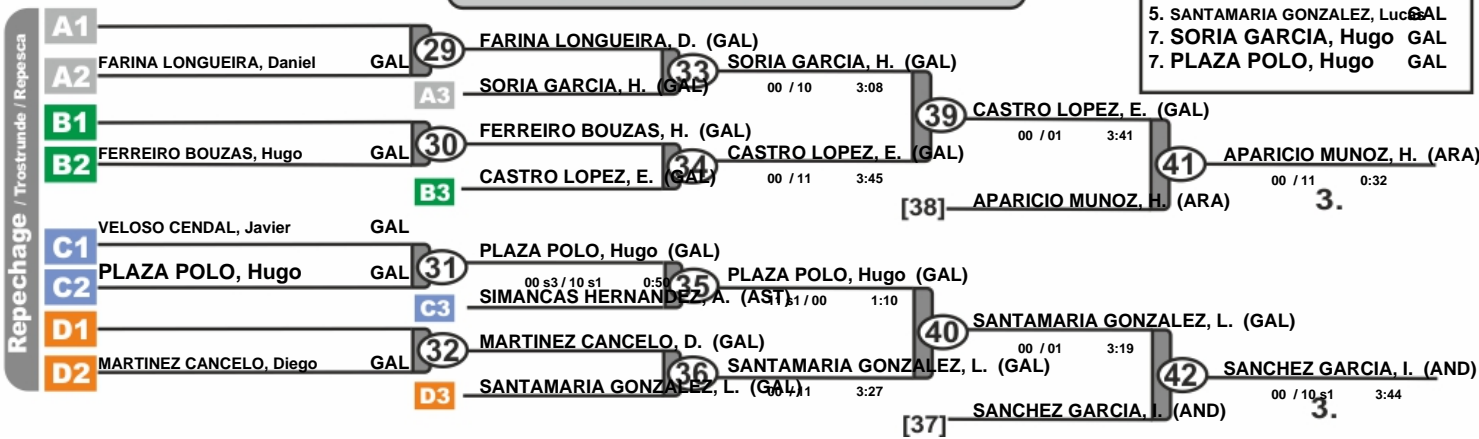 5. SANTAMARIA GONZALEZ, Lucas GAL
7. SORIA GARCIA, Hugo GAL
7. PLAZA POLO, Hugo GAL
Repechage / Trostrunde / Repesca
A1
A2 FARINA LONGUEIRA, Daniel GAL
29 FARINA LONGUEIRA, D. (GAL)
A3 SORIA GARCIA, H. (GAL)
33 SORIA GARCIA, H. (GAL)
00 / 10 3:08
B1
B2 FERREIRO BOUZAS, Hugo GAL
30 FERREIRO BOUZAS, H. (GAL)
B3 CASTRO LOPEZ, E. (GAL)
34 CASTRO LOPEZ, E. (GAL)
00 / 11 3:45
39 CASTRO LOPEZ, E. (GAL)
00 / 01 3:41
[38] APARICIO MUNOZ, H. (ARA)
41 APARICIO MUNOZ, H. (ARA)
00 / 11 0:32
3.
C1 VELOSO CENDAL, Javier GAL
C2 PLAZA POLO, Hugo GAL
31 PLAZA POLO, Hugo (GAL)
00 s3 / 10 s1 0:50
C3 SIMANCAS HERNANDEZ, A. (AST)
35 PLAZA POLO, Hugo (GAL)
11 s1 / 00 1:10
D1
D2 MARTINEZ CANCELO, Diego GAL
32 MARTINEZ CANCELO, D. (GAL)
D3 SANTAMARIA GONZALEZ, L. (GAL)
36 SANTAMARIA GONZALEZ, L. (GAL)
00 / 11 3:27
40 SANTAMARIA GONZALEZ, L. (GAL)
00 / 01 3:19
[37] SANCHEZ GARCIA, I. (AND)
42 SANCHEZ GARCIA, I. (AND)
00 / 10 s1 3:44
3.